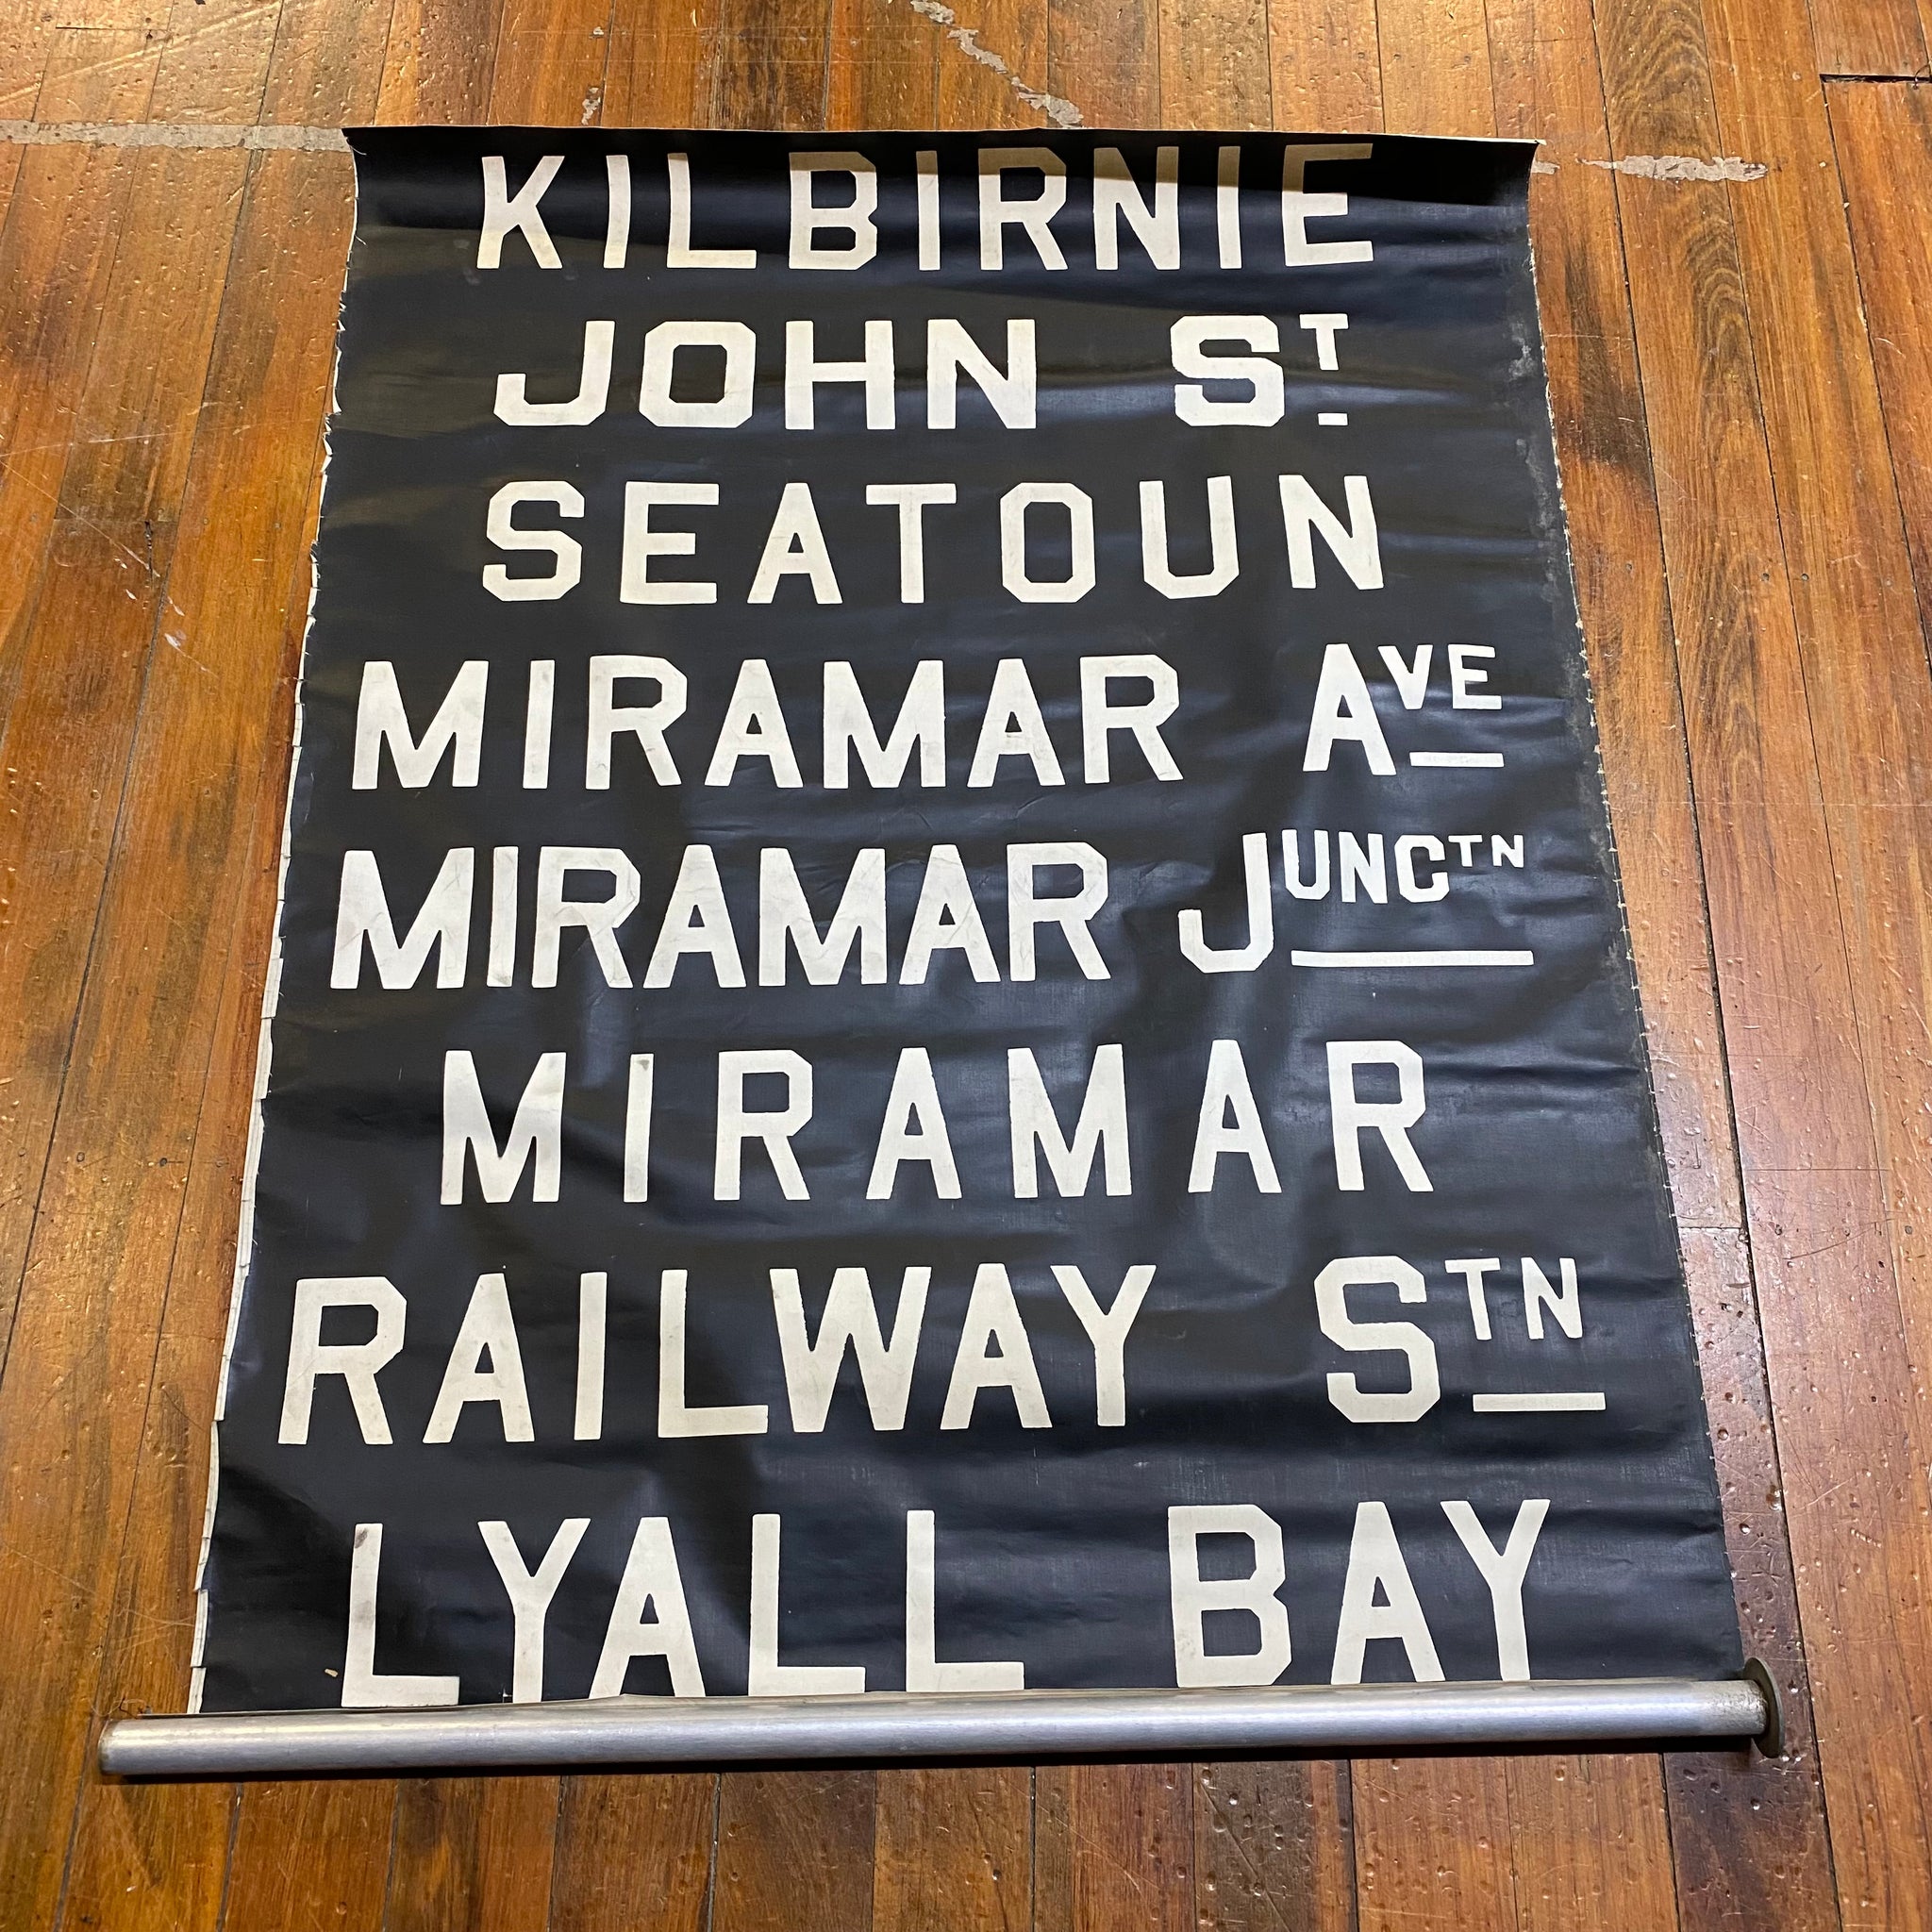 KILBIRNIE
JOHN ST
SEATOUN
MIRAMAR AVE
MIRAMAR JUNCTN
MIRAMAR
RAILWAY STN
LYALL BAY